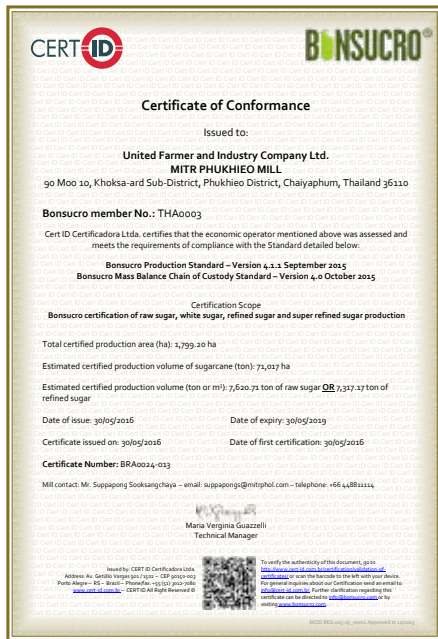 CERT ID
BONSUCRO®
Certificate of Conformance
Issued to:
United Farmer and Industry Company Ltd.
MITR PHUKHIEO MILL
90 Moo 10, Khoksa-ard Sub-District, Phukhieo District, Chaiyaphum, Thailand 36110
Bonsucro member No.: THA0003
Cert ID Certificadora Ltda. certifies that the economic operator mentioned above was assessed and
meets the requirements of compliance with the Standard detailed below:
Bonsucro Production Standard – Version 4.1.1 September 2015
Bonsucro Mass Balance Chain of Custody Standard – Version 4.0 October 2015
Certification Scope
Bonsucro certification of raw sugar, white sugar, refined sugar and super refined sugar production
Total certified production area (ha): 1,799.20 ha
Estimated certified production volume of sugarcane (ton): 71,017 ha
Estimated certified production volume (ton or m³): 7,620.71 ton of raw sugar OR 7,317.17 ton of
refined sugar
Date of issue: 30/05/2016 Date of expiry: 30/05/2019
Certificate issued on: 30/05/2016 Date of first certification: 30/05/2016
Certificate Number: BRA0024-013
Mill contact: Mr. Suppapong Sooksangchaya – email: suppapongs@mitrphol.com – telephone: +66 448811114
Maria Verginia Guazzelli
Technical Manager
Issued by: CERT ID Certificadora Ltda.
Address: Av. Getúlio Vargas 901 / 1502 – CEP 90150-003
Porto Alegre – RS – Brazil – Phone/fax. +55 (51) 3012-7080
www.cert-id.com.br – CERT ID All Right Reserved ©
To verify the authenticity of this document, go to
http://www.cert-id.com.br/certification/validation-of-
certificates/ or scan the barcode to the left with your device.
For general inquiries about our Certification send an email to
info@cert-id.com.br. Further clarification regarding this
certificate can be directed to info@bonsucro.com or by
visiting www.bonsucro.com.